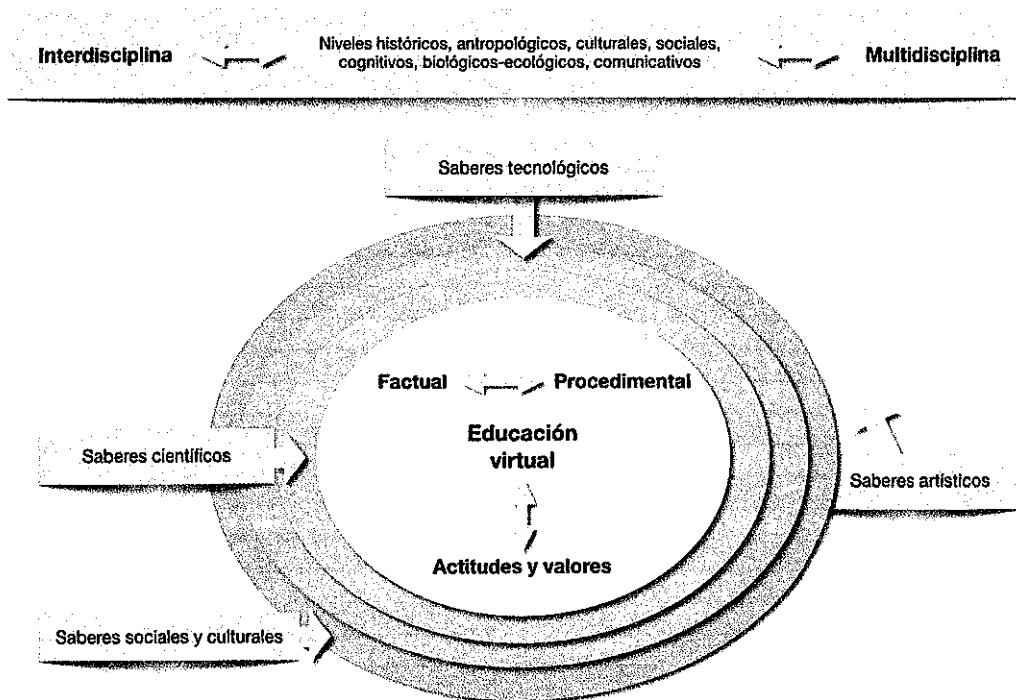 Interdisciplina
Niveles históricos, antropológicos, culturales, sociales,
cognitivos, biológicos-ecológicos, comunicativos
Multidisciplina
Saberes tecnológicos
Factual
Procedimental
Educación
virtual
Saberes científicos
Saberes artísticos
Actitudes y valores
Saberes sociales y culturales